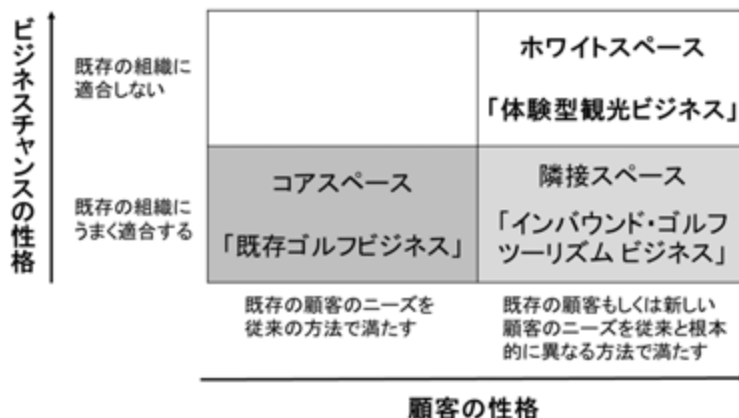 ビジネスチャンスの性格
既存の組織に
適合しない
ホワイトスペース
「体験型観光ビジネス」
既存の組織に
うまく適合する
コアスペース
「既存ゴルフビジネス」
隣接スペース
「インバウンド・ゴルフ
ツーリズム ビジネス」
既存の顧客のニーズを
従来の方法で満たす
既存の顧客もしくは新しい
顧客のニーズを従来と根本
的に異なる方法で満たす
顧客の性格